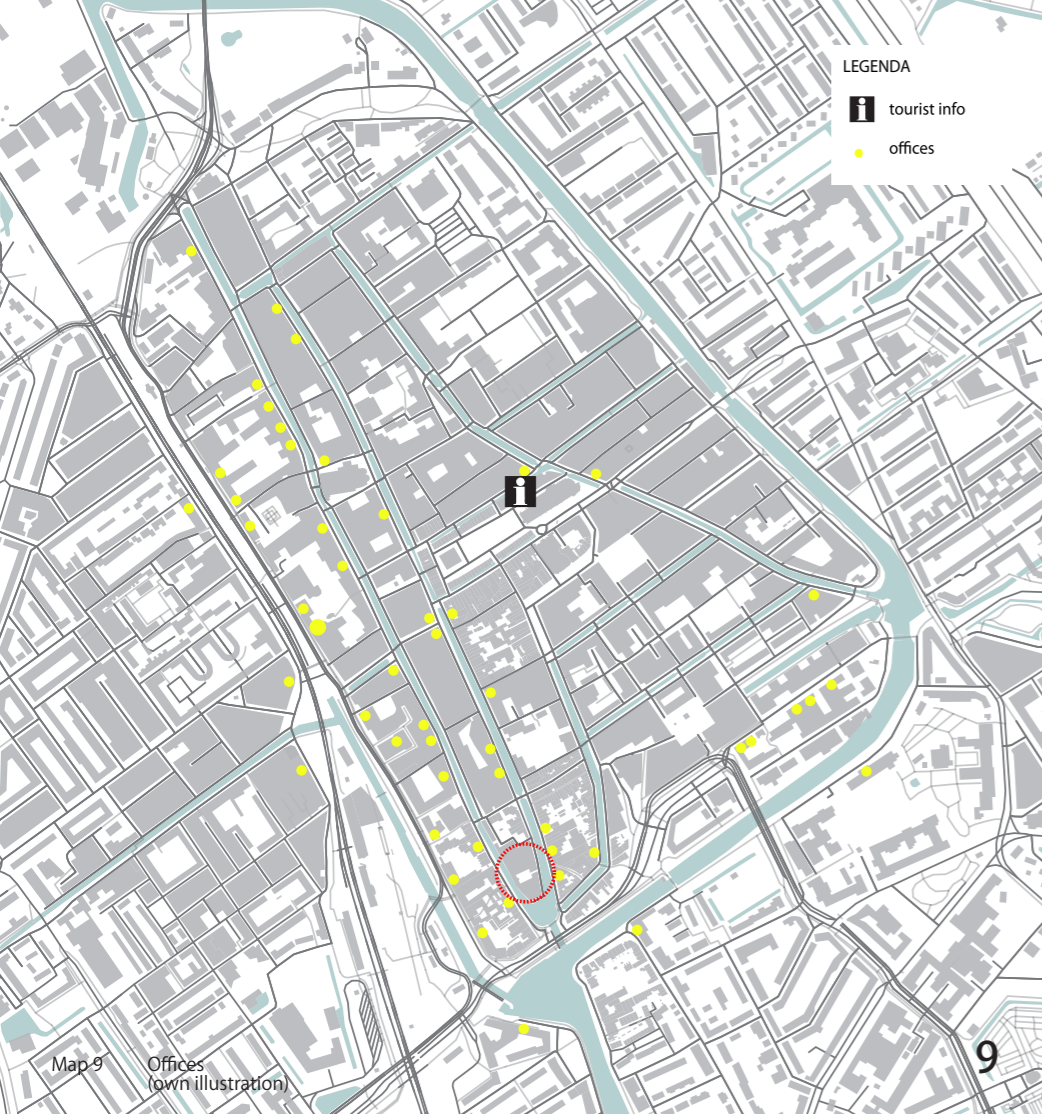 LEGENDA
i tourist info
offices
i
Map 9 Offices
(own illustration)
9